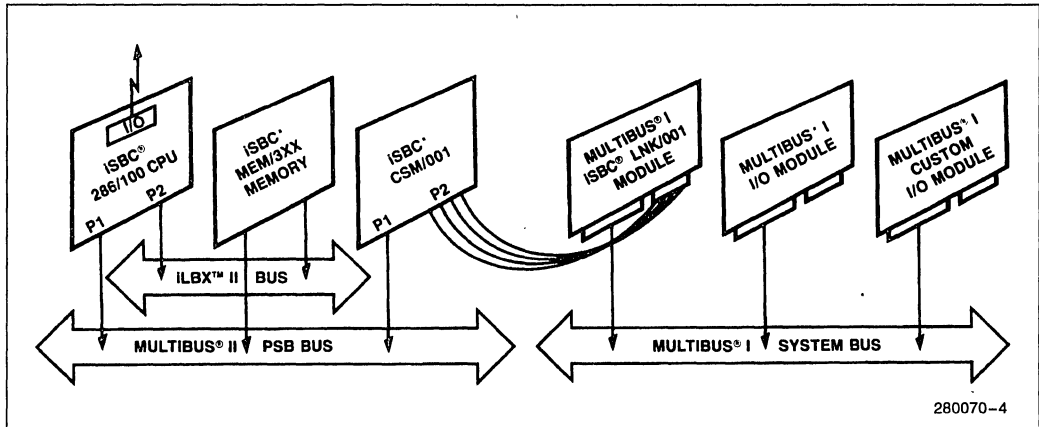 I/O
iSBC®
286/100 CPU
P1
P2
iSBC*
MEM/3XX
MEMORY
iSBC*
CSM/001
P1
P2
MULTIBUS® I
iSBC® LNK/001
MODULE
MULTIBUS* I
I/O MODULE
MULTIBUS* I
CUSTOM
I/O MODULE
iLBX™ II BUS
MULTIBUS® II PSB BUS
MULTIBUS® I SYSTEM BUS
280070-4